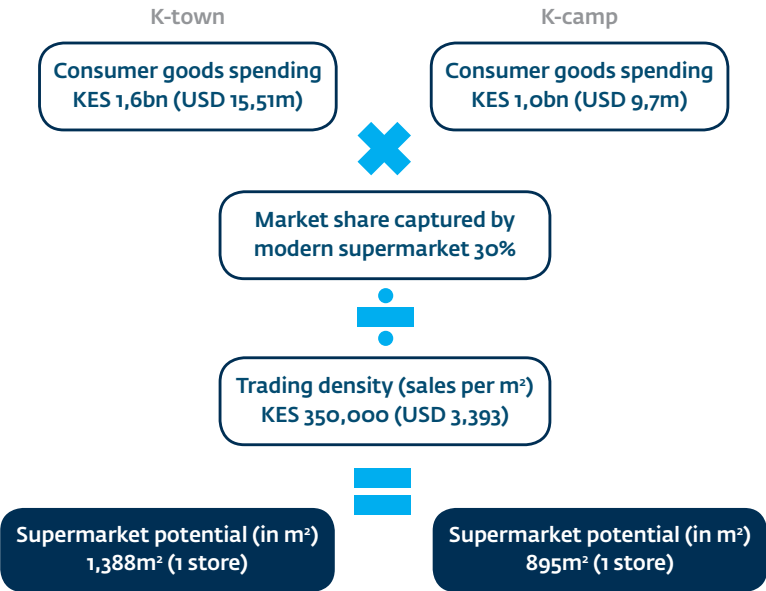 K-town
K-camp
Consumer goods spending
KES 1,6bn (USD 15,51m)
Consumer goods spending
KES 1,0bn (USD 9,7m)
Market share captured by
modern supermarket 30%
Trading density (sales per m²)
KES 350,000 (USD 3,393)
Supermarket potential (in m²)
1,388m² (1 store)
Supermarket potential (in m²)
895m² (1 store)